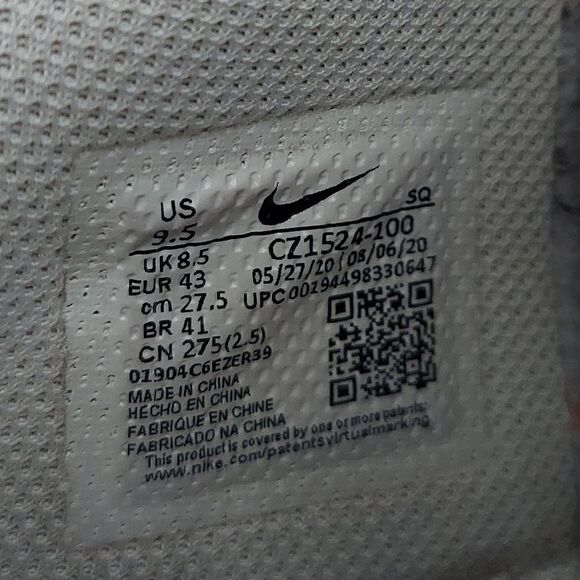 US
9.5
SQ
UK 8.5
CZ1524-100
EUR 43
05/27/20 / 08/06/20
cm 27.5
UPC 00194498330647
BR 41
CN 275(2.5)
01904C6EZER39
MADE IN CHINA
HECHO EN CHINA
FABRIQUE EN CHINE
FABRICADO NA CHINA
This product is covered by one or more patents:
www.nike.com/patentsvirtualmarking